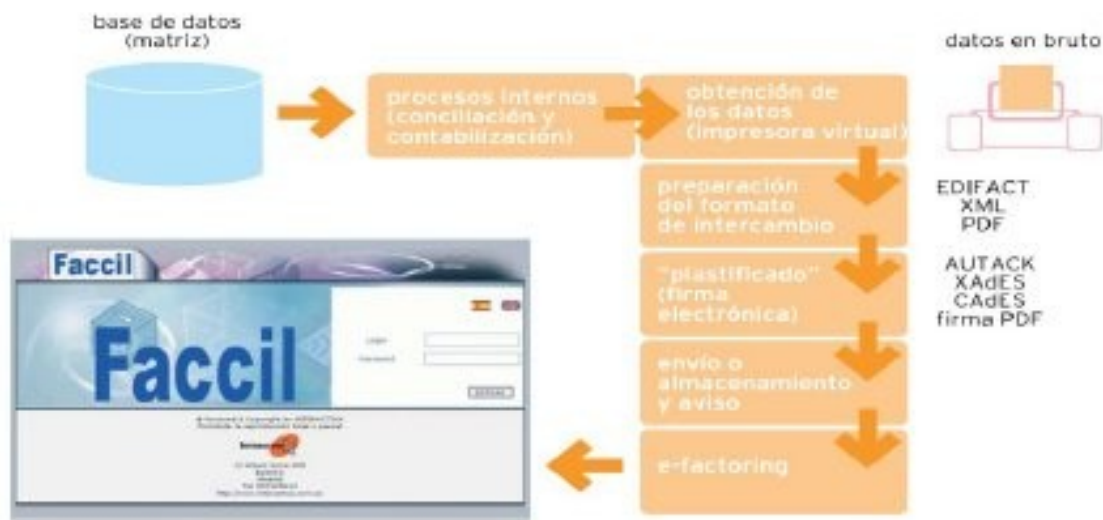 base de datos
(matriz)
datos en bruto
procesos internos
(conciliación y
contabilización)
obtención de
los datos
(impresora virtual)
preparación
del formato
de intercambio
EDIFACT
XML
PDF
"plastificado"
(firma
electrónica)
AUTACK
XAdES
CAdES
firma PDF
envío o
almacenamiento
y aviso
e-factoring
Faccil
Faccil
Login
Password